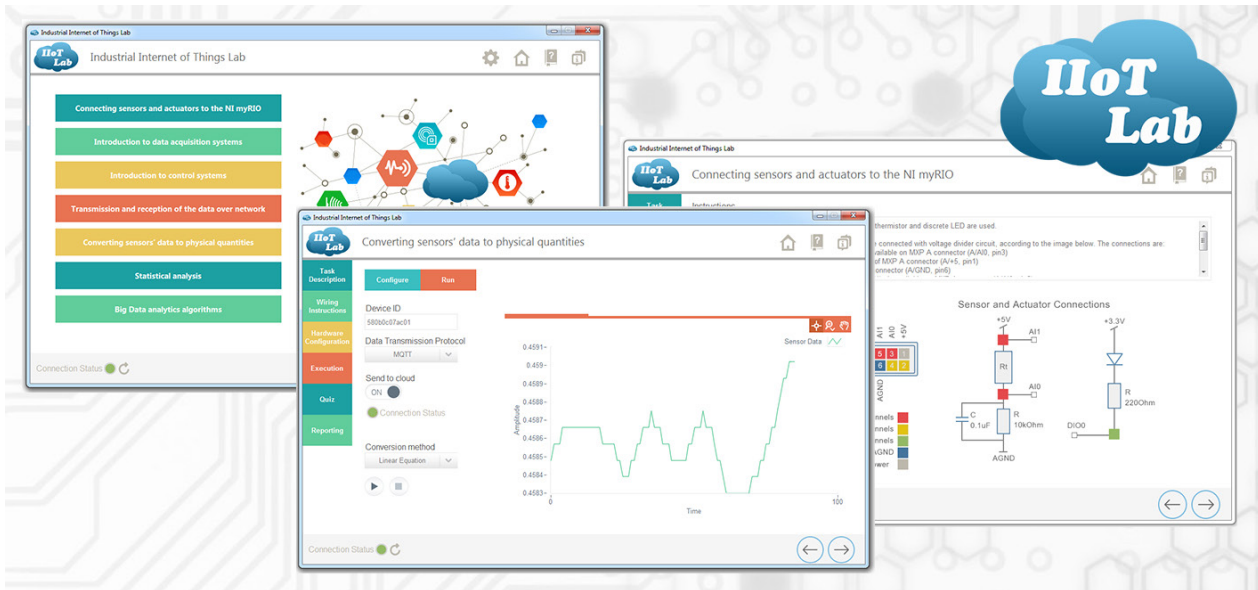 Industrial Internet of Things Lab
IIoT
Lab
Industrial Internet of Things Lab
Connecting sensors and actuators to the NI myRIO
Introduction to data acquisition systems
Introduction to control systems
Transmission and reception of the data over network
Converting sensors' data to physical quantities
Statistical analysis
Big Data analytics algorithms
Connection Status
IIoT
Lab
Industrial Internet of Things Lab
IIoT
Lab
Connecting sensors and actuators to the NI myRIO
Task
Instructions
thermistor and discrete LED are used.
connected with voltage divider circuit, according to the image below. The connections are:
available on MXP A connector (A/AI0, pin3)
of MXP A connector (A/+5, pin1)
connector (A/GND, pin6)
Sensor and Actuator Connections
AI1
AI0
+5V
5 3 1
6 4 2
AGND
+5V
AI1
Rt
AI0
C
0.1uF
R
10kOhm
AGND
+3.3V
R
220Ohm
DIO0
Industrial Internet of Things Lab
IIoT
Lab
Converting sensors' data to physical quantities
Task
Description
Wiring
Instructions
Hardware
Configuration
Execution
Quiz
Reporting
Configure
Run
Device ID
580b0c07ac01
Data Transmission Protocol
MQTT
Send to cloud
ON
Connection Status
Conversion method
Linear Equation
Sensor Data
Amplitude
0.4591
0.459
0.4589
0.4588
0.4587
0.4586
0.4585
0.4584
0.4583
0
100
Time
Connection Status